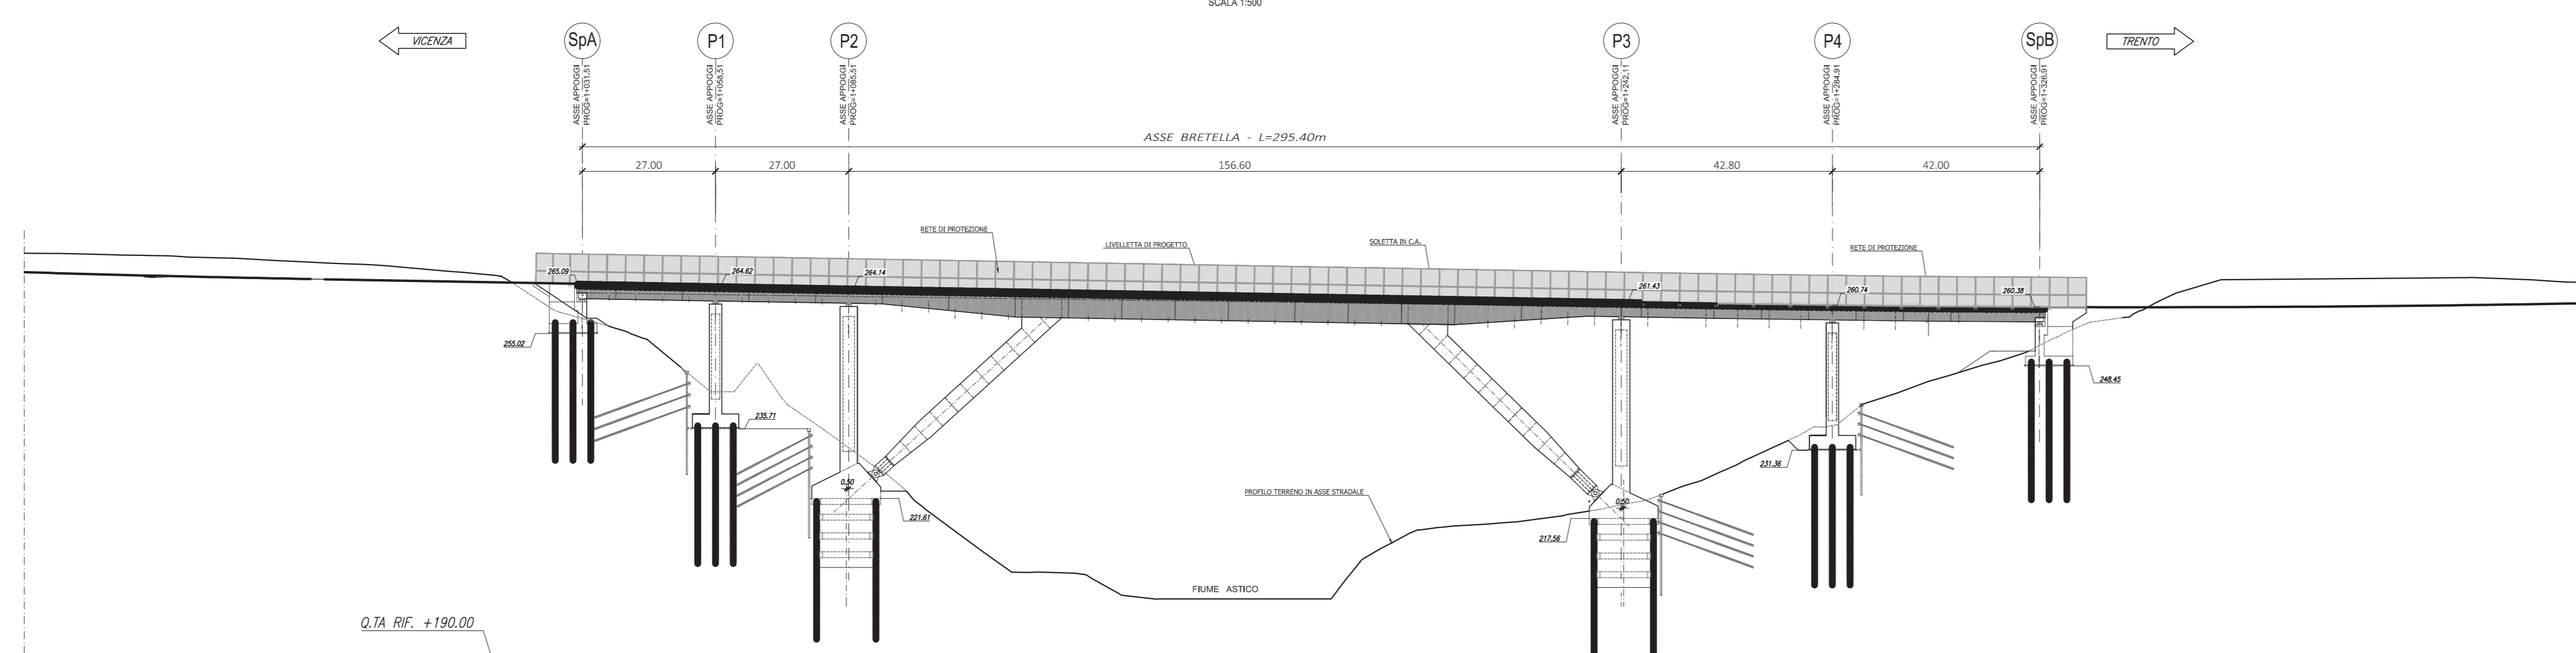 SCALA 1:500
VICENZA
SpA
P1
P2
P3
P4
SpB
TRENTO
ASSE APPOGGI
PROG=1+031,51
ASSE APPOGGI
PROG=1+058,51
ASSE APPOGGI
PROG=1+085,51
ASSE APPOGGI
PROG=1+242,11
ASSE APPOGGI
PROG=1+284,91
ASSE APPOGGI
PROG=1+326,91
ASSE BRETELLA - L=295.40m
27.00
27.00
156.60
42.80
42.00
RETE DI PROTEZIONE
LIVELLETTA DI PROGETTO
SOLETTA IN C.A.
RETE DI PROTEZIONE
265.09
264.62
264.14
261.43
260.74
260.38
255.02
248.45
235.71
231.36
0.50
0.50
221.61
217.56
PROFILO TERRENO IN ASSE STRADALE
FIUME ASTICO
Q.TA RIF. +190.00